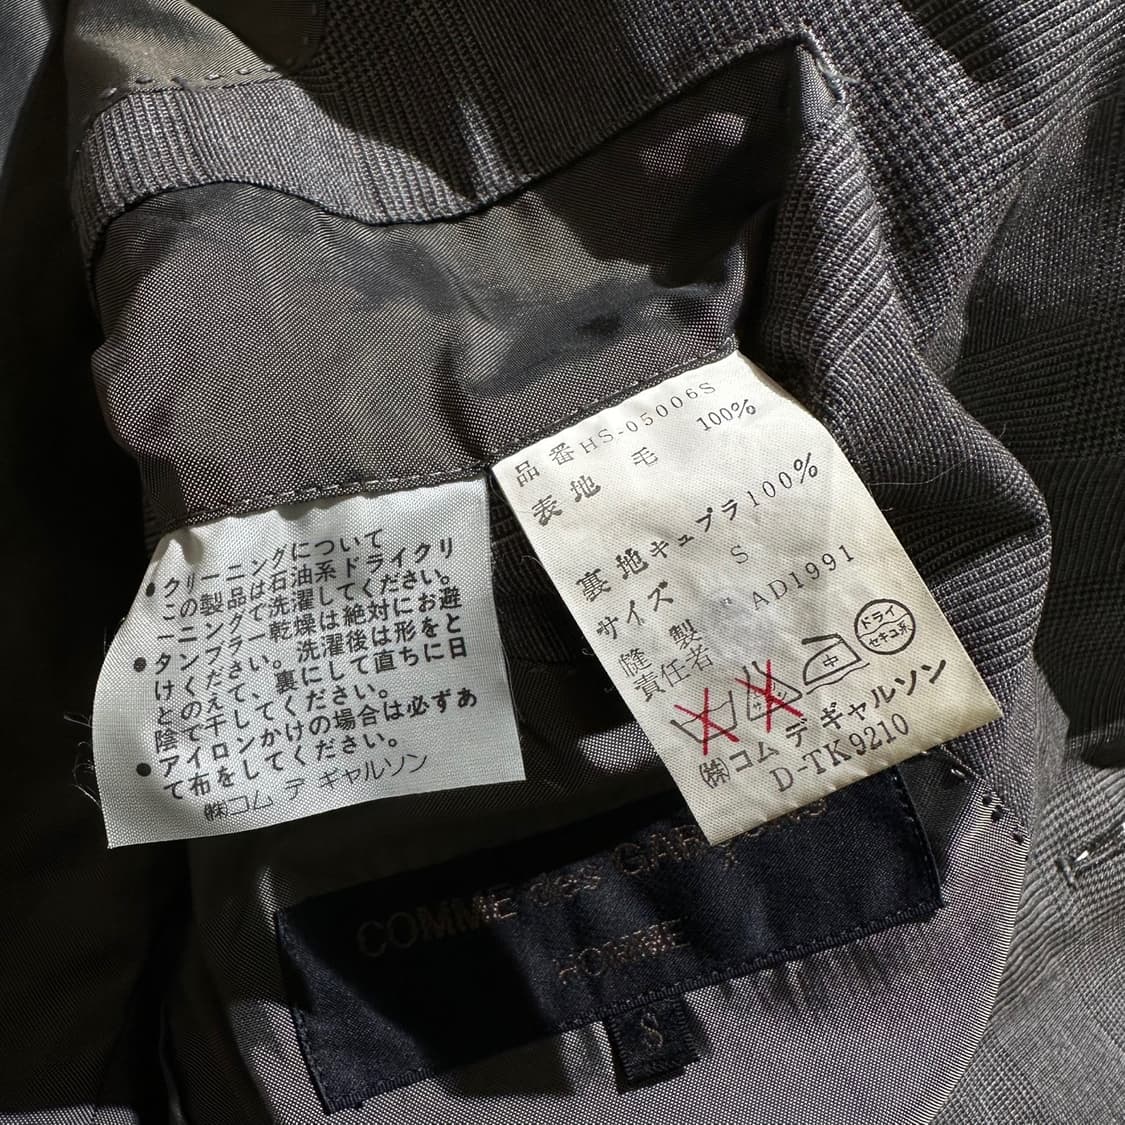 ・クリーニングについて
この製品は石油系ドライクリ
ーニングで洗濯してください。
●タンブラー乾燥は絶対にお避
けください。洗濯後は形をと
とのえて、裏にして直ちに日
陰で干してください。
●アイロンかけの場合は必ずあ
て布をしてください。
㈱コム デ ギャルソン
品番HS-05006S
表地 毛 100%
裏地キュプラ100%
サイズ S
AD1991
縫製
責任者
中
ドライ
セキユ系
㈱コム デ ギャルソン
D-TK9210
COMME des GARÇONS
HOMME
S